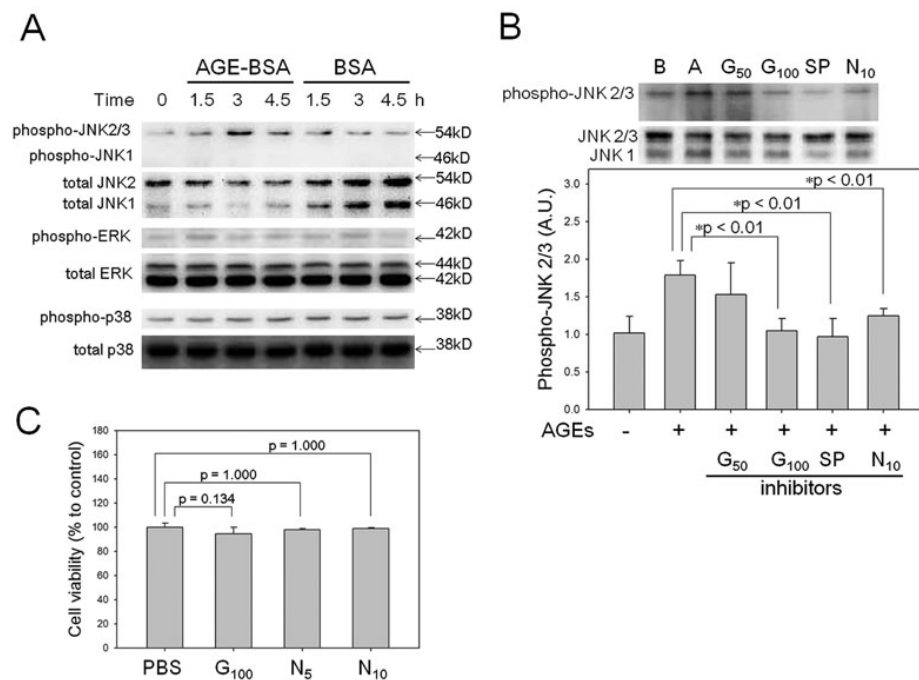 A
AGE-BSA BSA
Time 0 1.5 3 4.5 1.5 3 4.5 h
phospho-JNK2/3 ←54kD
phospho-JNK1 ←46kD
total JNK2 ←54kD
total JNK1 ←46kD
phospho-ERK ←42kD
total ERK ←44kD
←42kD
phospho-p38 ←38kD
total p38 ←38kD
B
B A G50 G100 SP N10
phospho-JNK 2/3
JNK 2/3
JNK 1
Phospho-JNK 2/3 (A.U.)
3.0
2.5
2.0
1.5
1.0
0.5
0.0
*p < 0.01
*p < 0.01
*p < 0.01
AGEs - + + + + +
G50 G100 SP N10
inhibitors
C
Cell viability (% to control)
180
160
140
120
100
80
60
40
20
0
p = 1.000
p = 1.000
p = 0.134
PBS G100 N5 N10